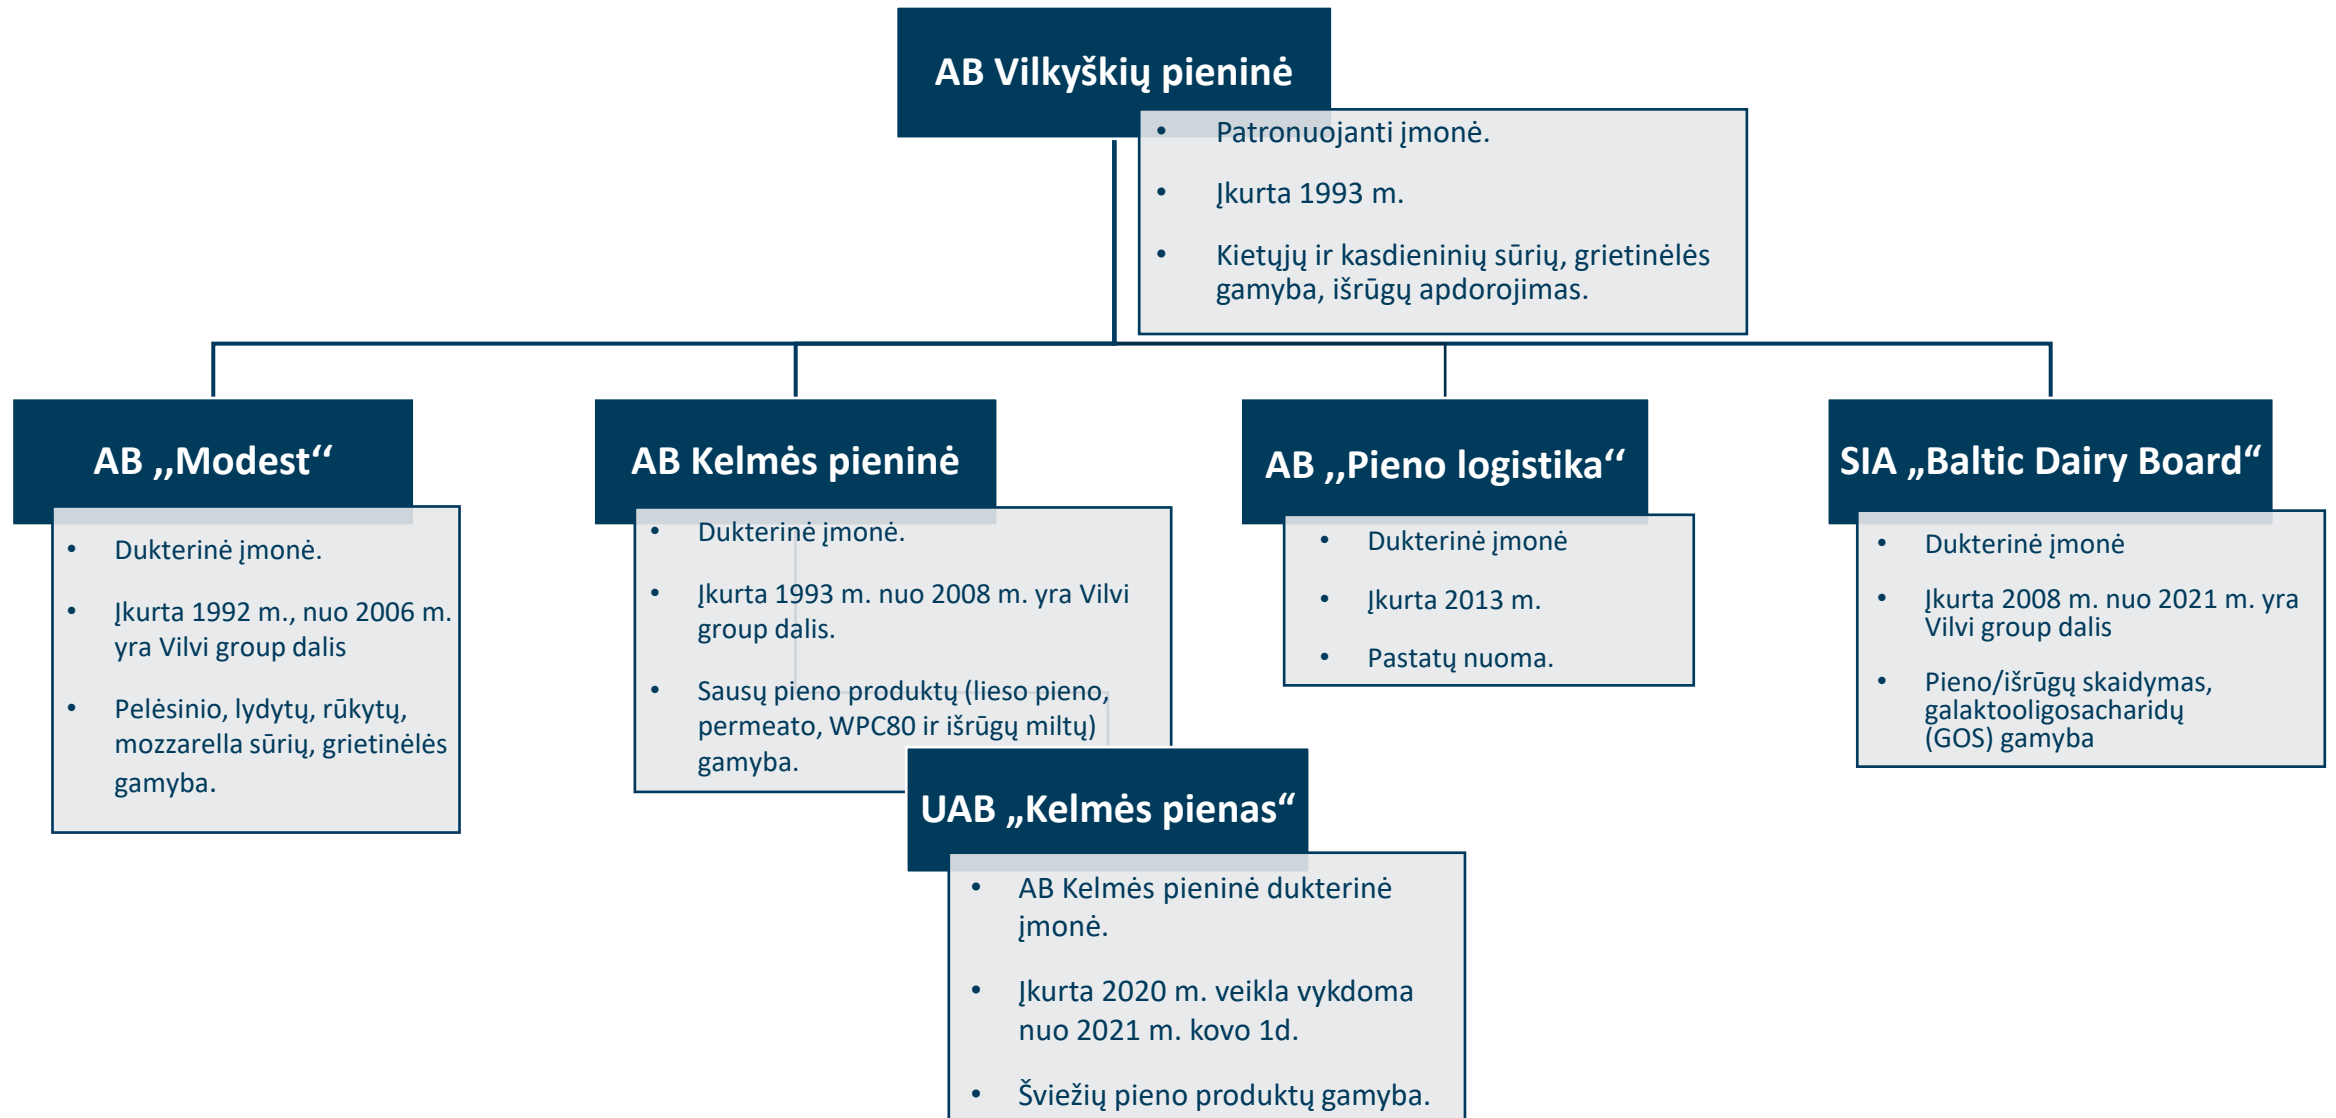 AB Vilkyškių pieninė
• Patronuojanti įmonė.
• Įkurta 1993 m.
• Kietųjų ir kasdieninių sūrių, grietinėlės
gamyba, išrūgų apdorojimas.
AB ,,Modest‘‘
• Dukterinė įmonė.
• Įkurta 1992 m., nuo 2006 m.
yra Vilvi group dalis
• Pelėsinio, lydytų, rūkytų,
mozzarella sūrių, grietinėlės
gamyba.
AB Kelmės pieninė
• Dukterinė įmonė.
• Įkurta 1993 m. nuo 2008 m. yra Vilvi
group dalis.
• Sausų pieno produktų (lieso pieno,
permeato, WPC80 ir išrūgų miltų)
gamyba.
UAB „Kelmės pienas“
• AB Kelmės pieninė dukterinė
įmonė.
• Įkurta 2020 m. veikla vykdoma
nuo 2021 m. kovo 1d.
• Šviežių pieno produktų gamyba.
AB ,,Pieno logistika‘‘
• Dukterinė įmonė
• Įkurta 2013 m.
• Pastatų nuoma.
SIA „Baltic Dairy Board“
• Dukterinė įmonė
• Įkurta 2008 m. nuo 2021 m. yra
Vilvi group dalis
• Pieno/išrūgų skaidymas,
galaktooligosacharidų
(GOS) gamyba